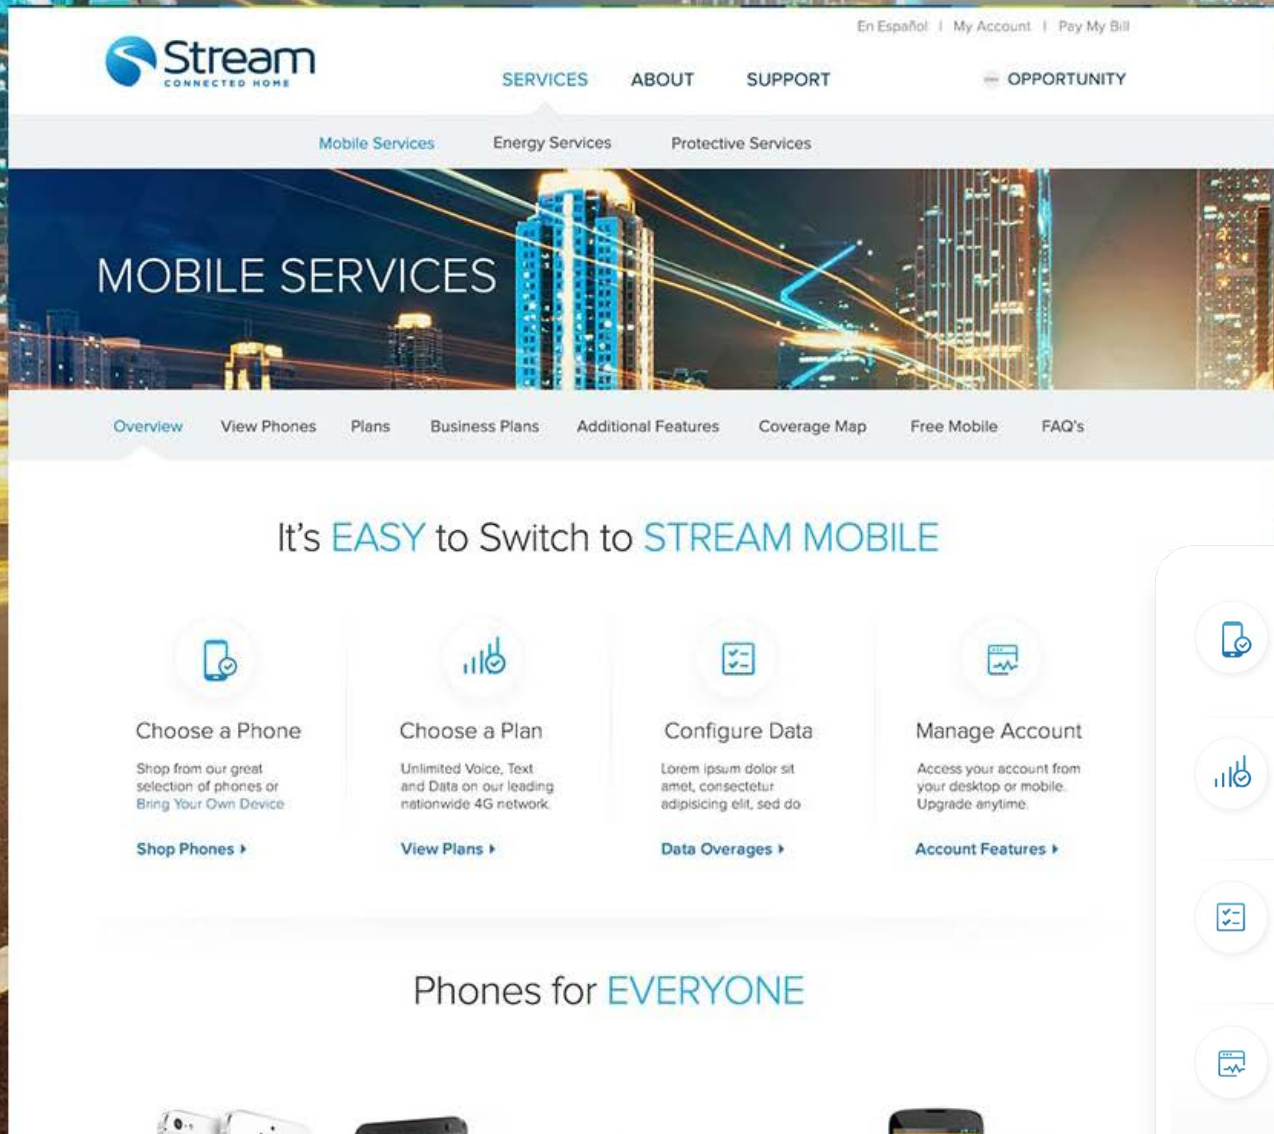 En Español | My Account | Pay My Bill
Stream
CONNECTED HOME
SERVICES ABOUT SUPPORT OPPORTUNITY
Mobile Services Energy Services Protective Services
MOBILE SERVICES
Overview View Phones Plans Business Plans Additional Features Coverage Map Free Mobile FAQ's
It's EASY to Switch to STREAM MOBILE
Choose a Phone
Shop from our great
selection of phones or
Bring Your Own Device
Shop Phones
Choose a Plan
Unlimited Voice, Text
and Data on our leading
nationwide 4G network.
View Plans
Configure Data
Lorem ipsum dolor sit
amet, consectetur
adipisicing elit, sed do
Data Overages
Manage Account
Access your account from
your desktop or mobile.
Upgrade anytime.
Account Features
Phones for EVERYONE